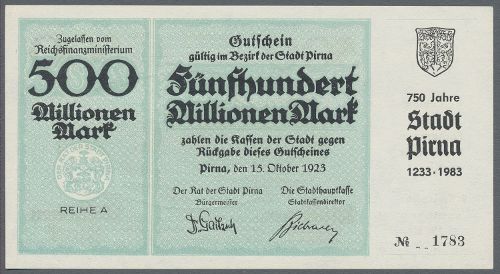 Zugelassen vom
Reichsfinanzministerium
500
Millionen
Mark
REIHE A
Gutschein
gültig im Bezirk der Stadt Pirna
Fünfhundert
Millionen Mark
zahlen die Kassen der Stadt gegen
Rückgabe dieses Gutscheines
Pirna, den 15. Oktober 1923
Der Rat der Stadt Pirna
Bürgermeister
Die Stadthauptkasse
Stadtkassendirektor
750 Jahre
Stadt
Pirna
1233 · 1983
№ 1783